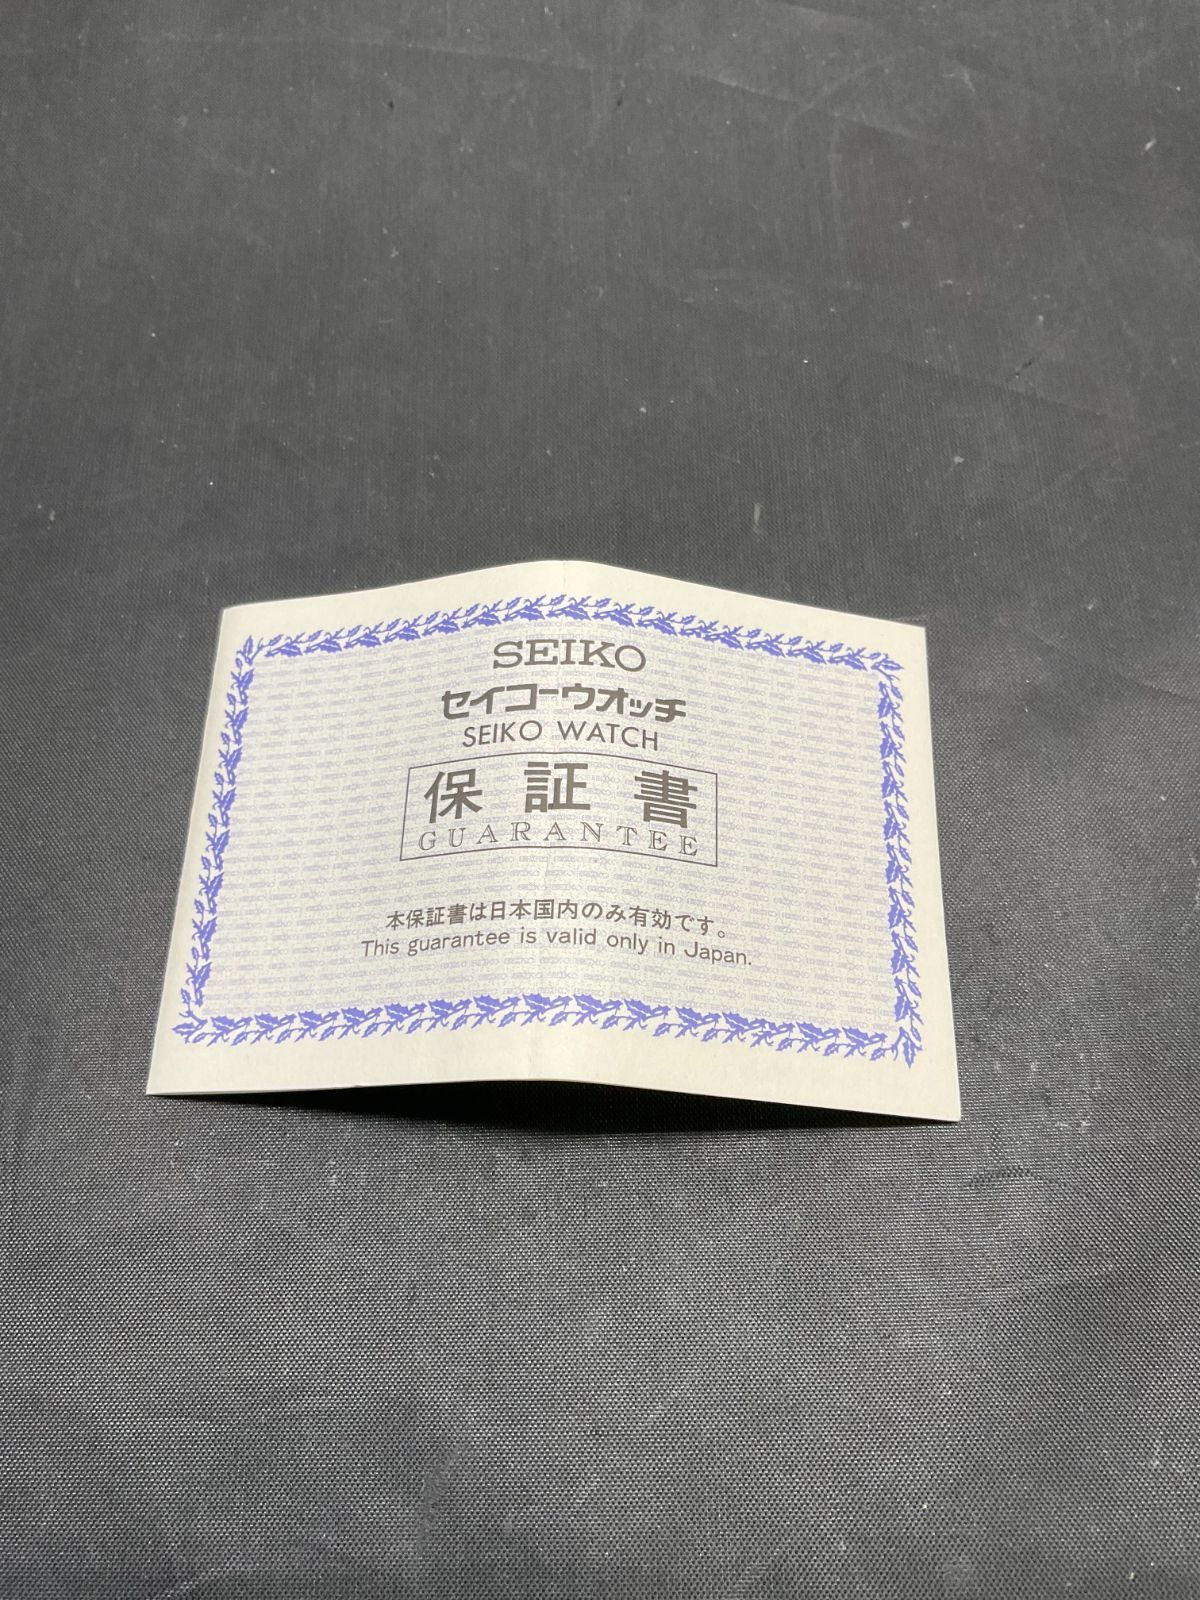 SEIKO
セイコーウオッチ
SEIKO WATCH
保証書
GUARANTEE
本保証書は日本国内のみ有効です。
This guarantee is valid only in Japan.